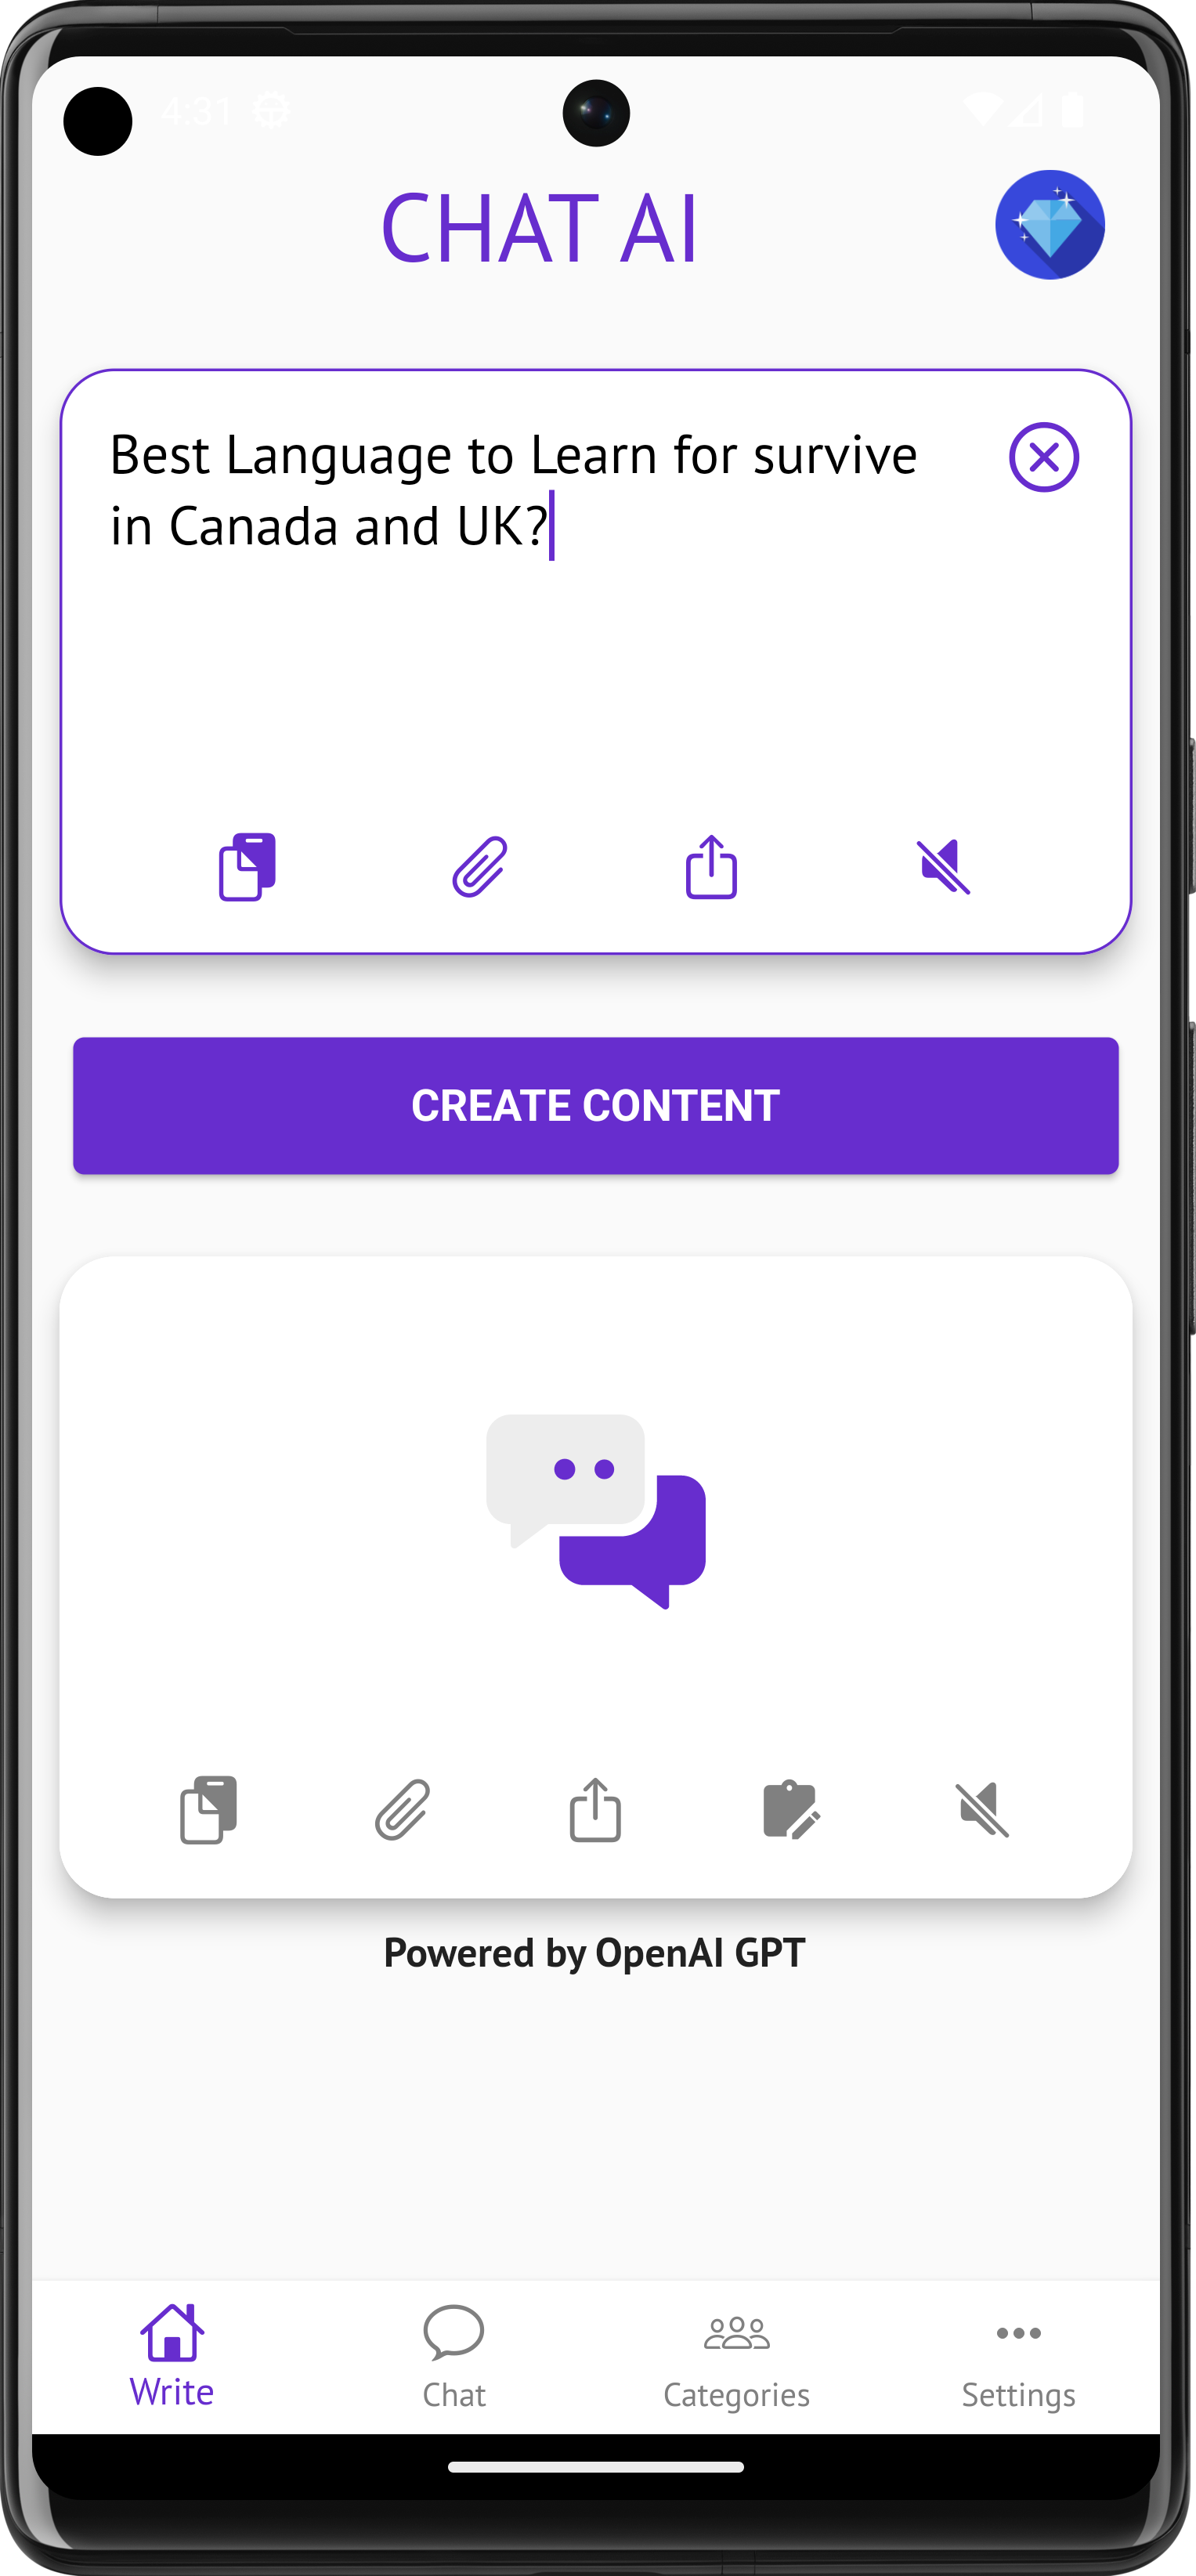 4:31
CHAT AI
Best Language to Learn for survive
in Canada and UK?
CREATE CONTENT
Powered by OpenAI GPT
Write
Chat
Categories
Settings